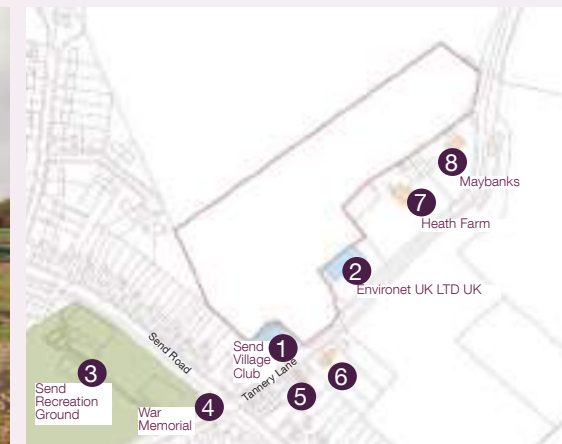 8
Maybanks
7
Heath Farm
2
Environet UK LTD UK
Send Road
1
Send
Village
Club
Tannery Lane
3
Send
Recreation
Ground
4
War
Memorial
5
6